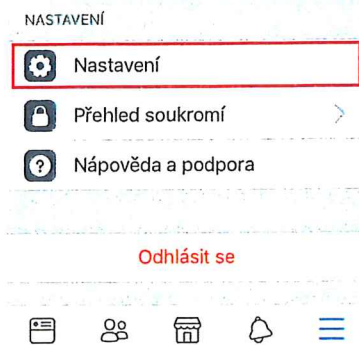 NASTAVENÍ
Nastavení
Přehled soukromí
Nápověda a podpora
Odhlásit se